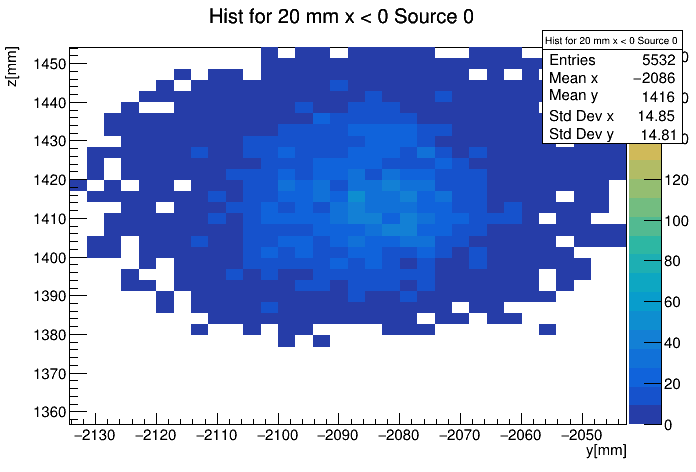 Hist for 20 mm x < 0 Source 0
Hist for 20 mm x < 0 Source 0
Entries 5532
Mean x −2086
Mean y 1416
Std Dev x 14.85
Std Dev y 14.81
z[mm]
1450
1440
1430
1420
1410
1400
1390
1380
1370
1360
−2130 −2120 −2110 −2100 −2090 −2080 −2070 −2060 −2050
y[mm]
120
100
80
60
40
20
0